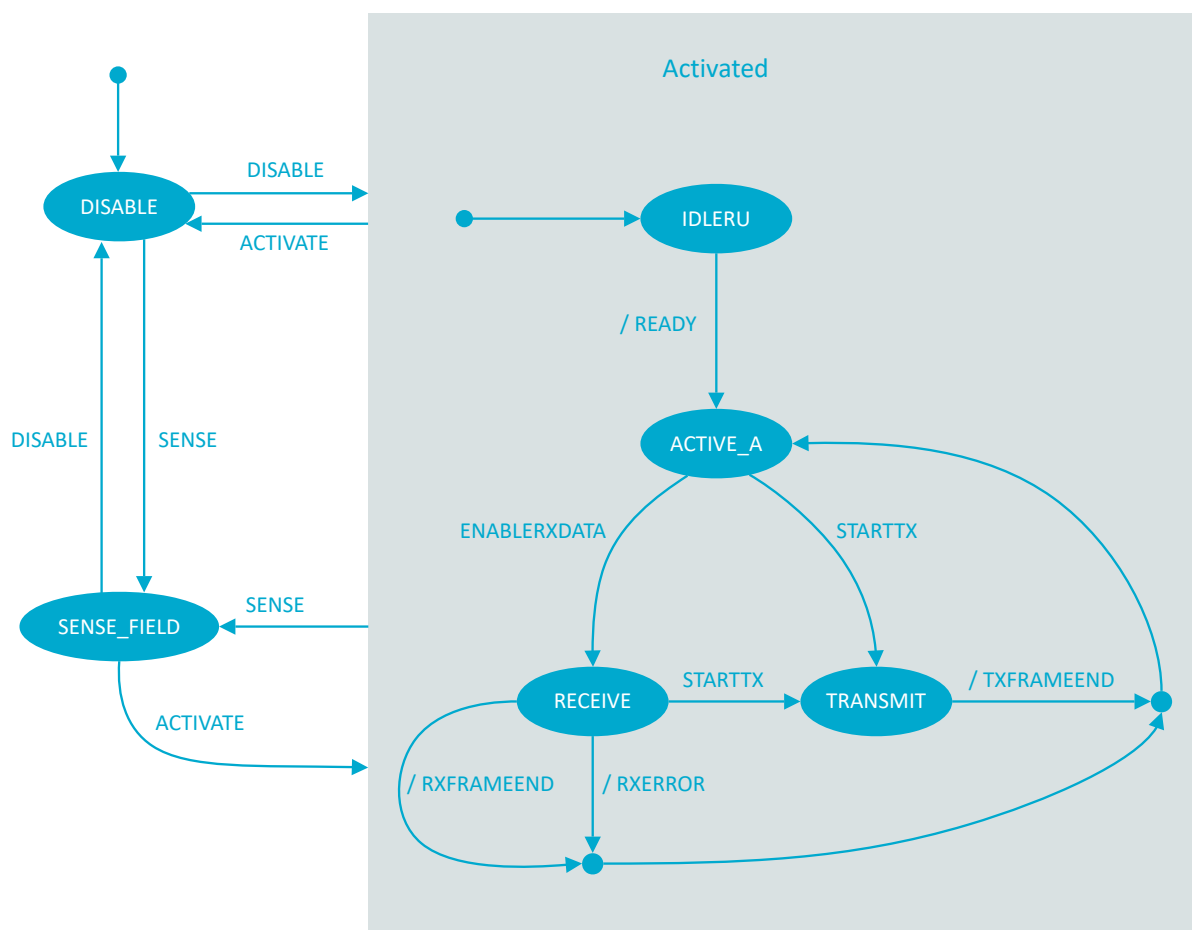 Activated
DISABLE
DISABLE
IDLERU
ACTIVATE
/ READY
DISABLE
SENSE
ACTIVE_A
ENABLERXDATA
STARTTX
SENSE
SENSE_FIELD
STARTTX
/ TXFRAMEEND
RECEIVE
TRANSMIT
ACTIVATE
/ RXFRAMEEND
/ RXERROR